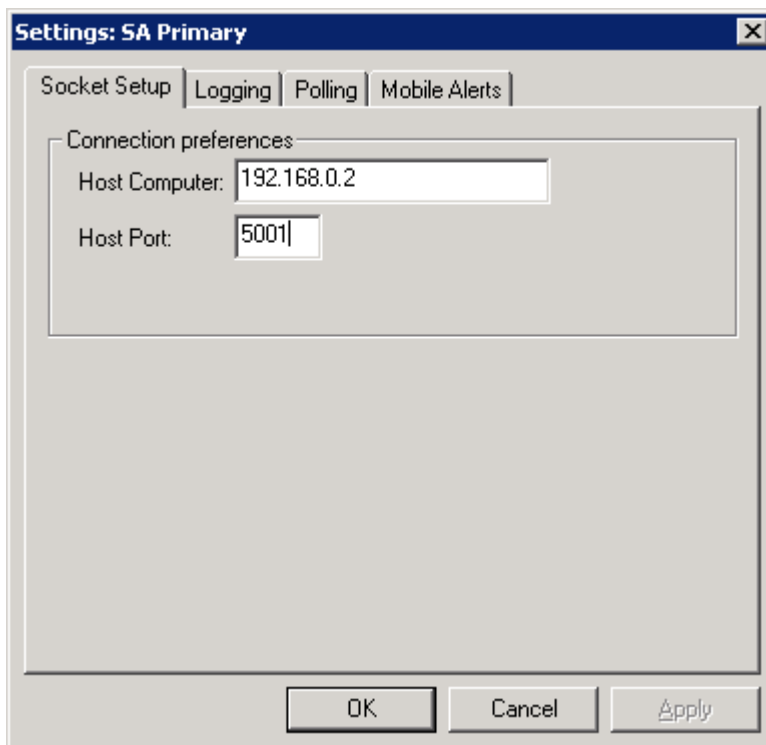 Settings: SA Primary
Socket Setup Logging Polling Mobile Alerts
Connection preferences
Host Computer: 192.168.0.2
Host Port: 5001
OK Cancel Apply